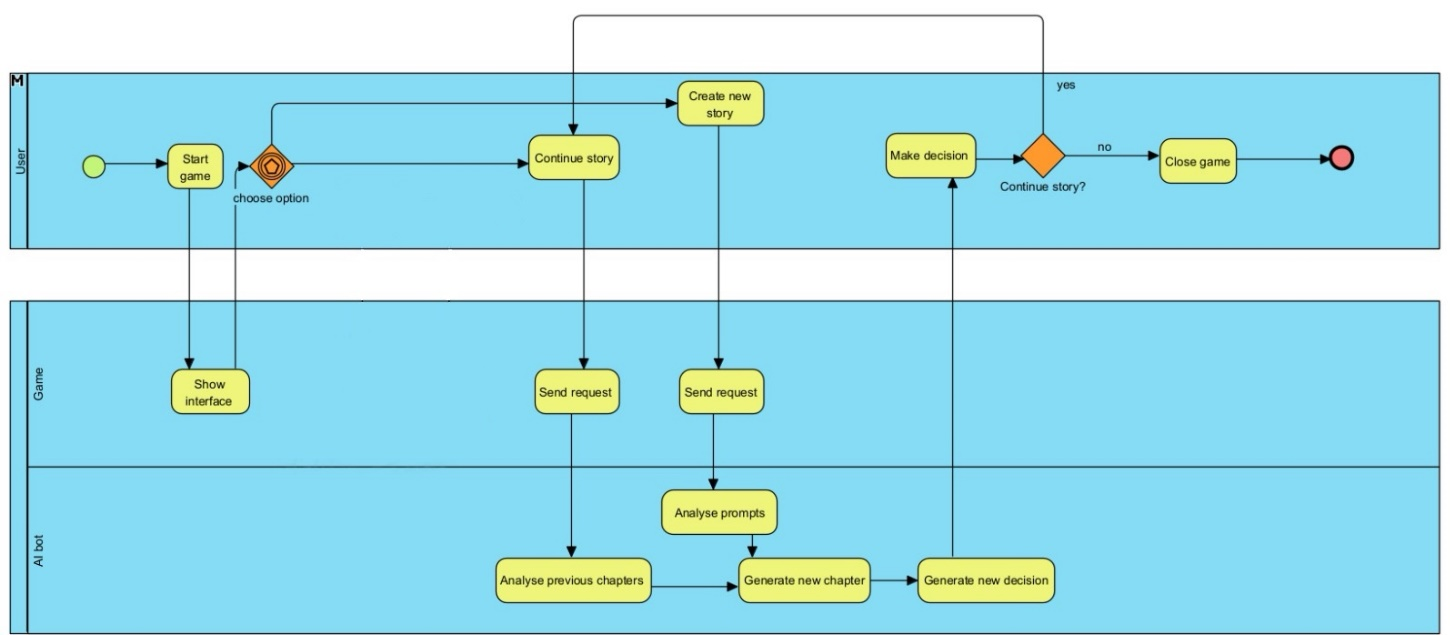 M
yes
Create new
story
User
Start
game
Continue story
Make decision
no
Close game
choose option
Continue story?
Game
Show
interface
Send request
Send request
AI bot
Analyse prompts
Analyse previous chapters
Generate new chapter
Generate new decision